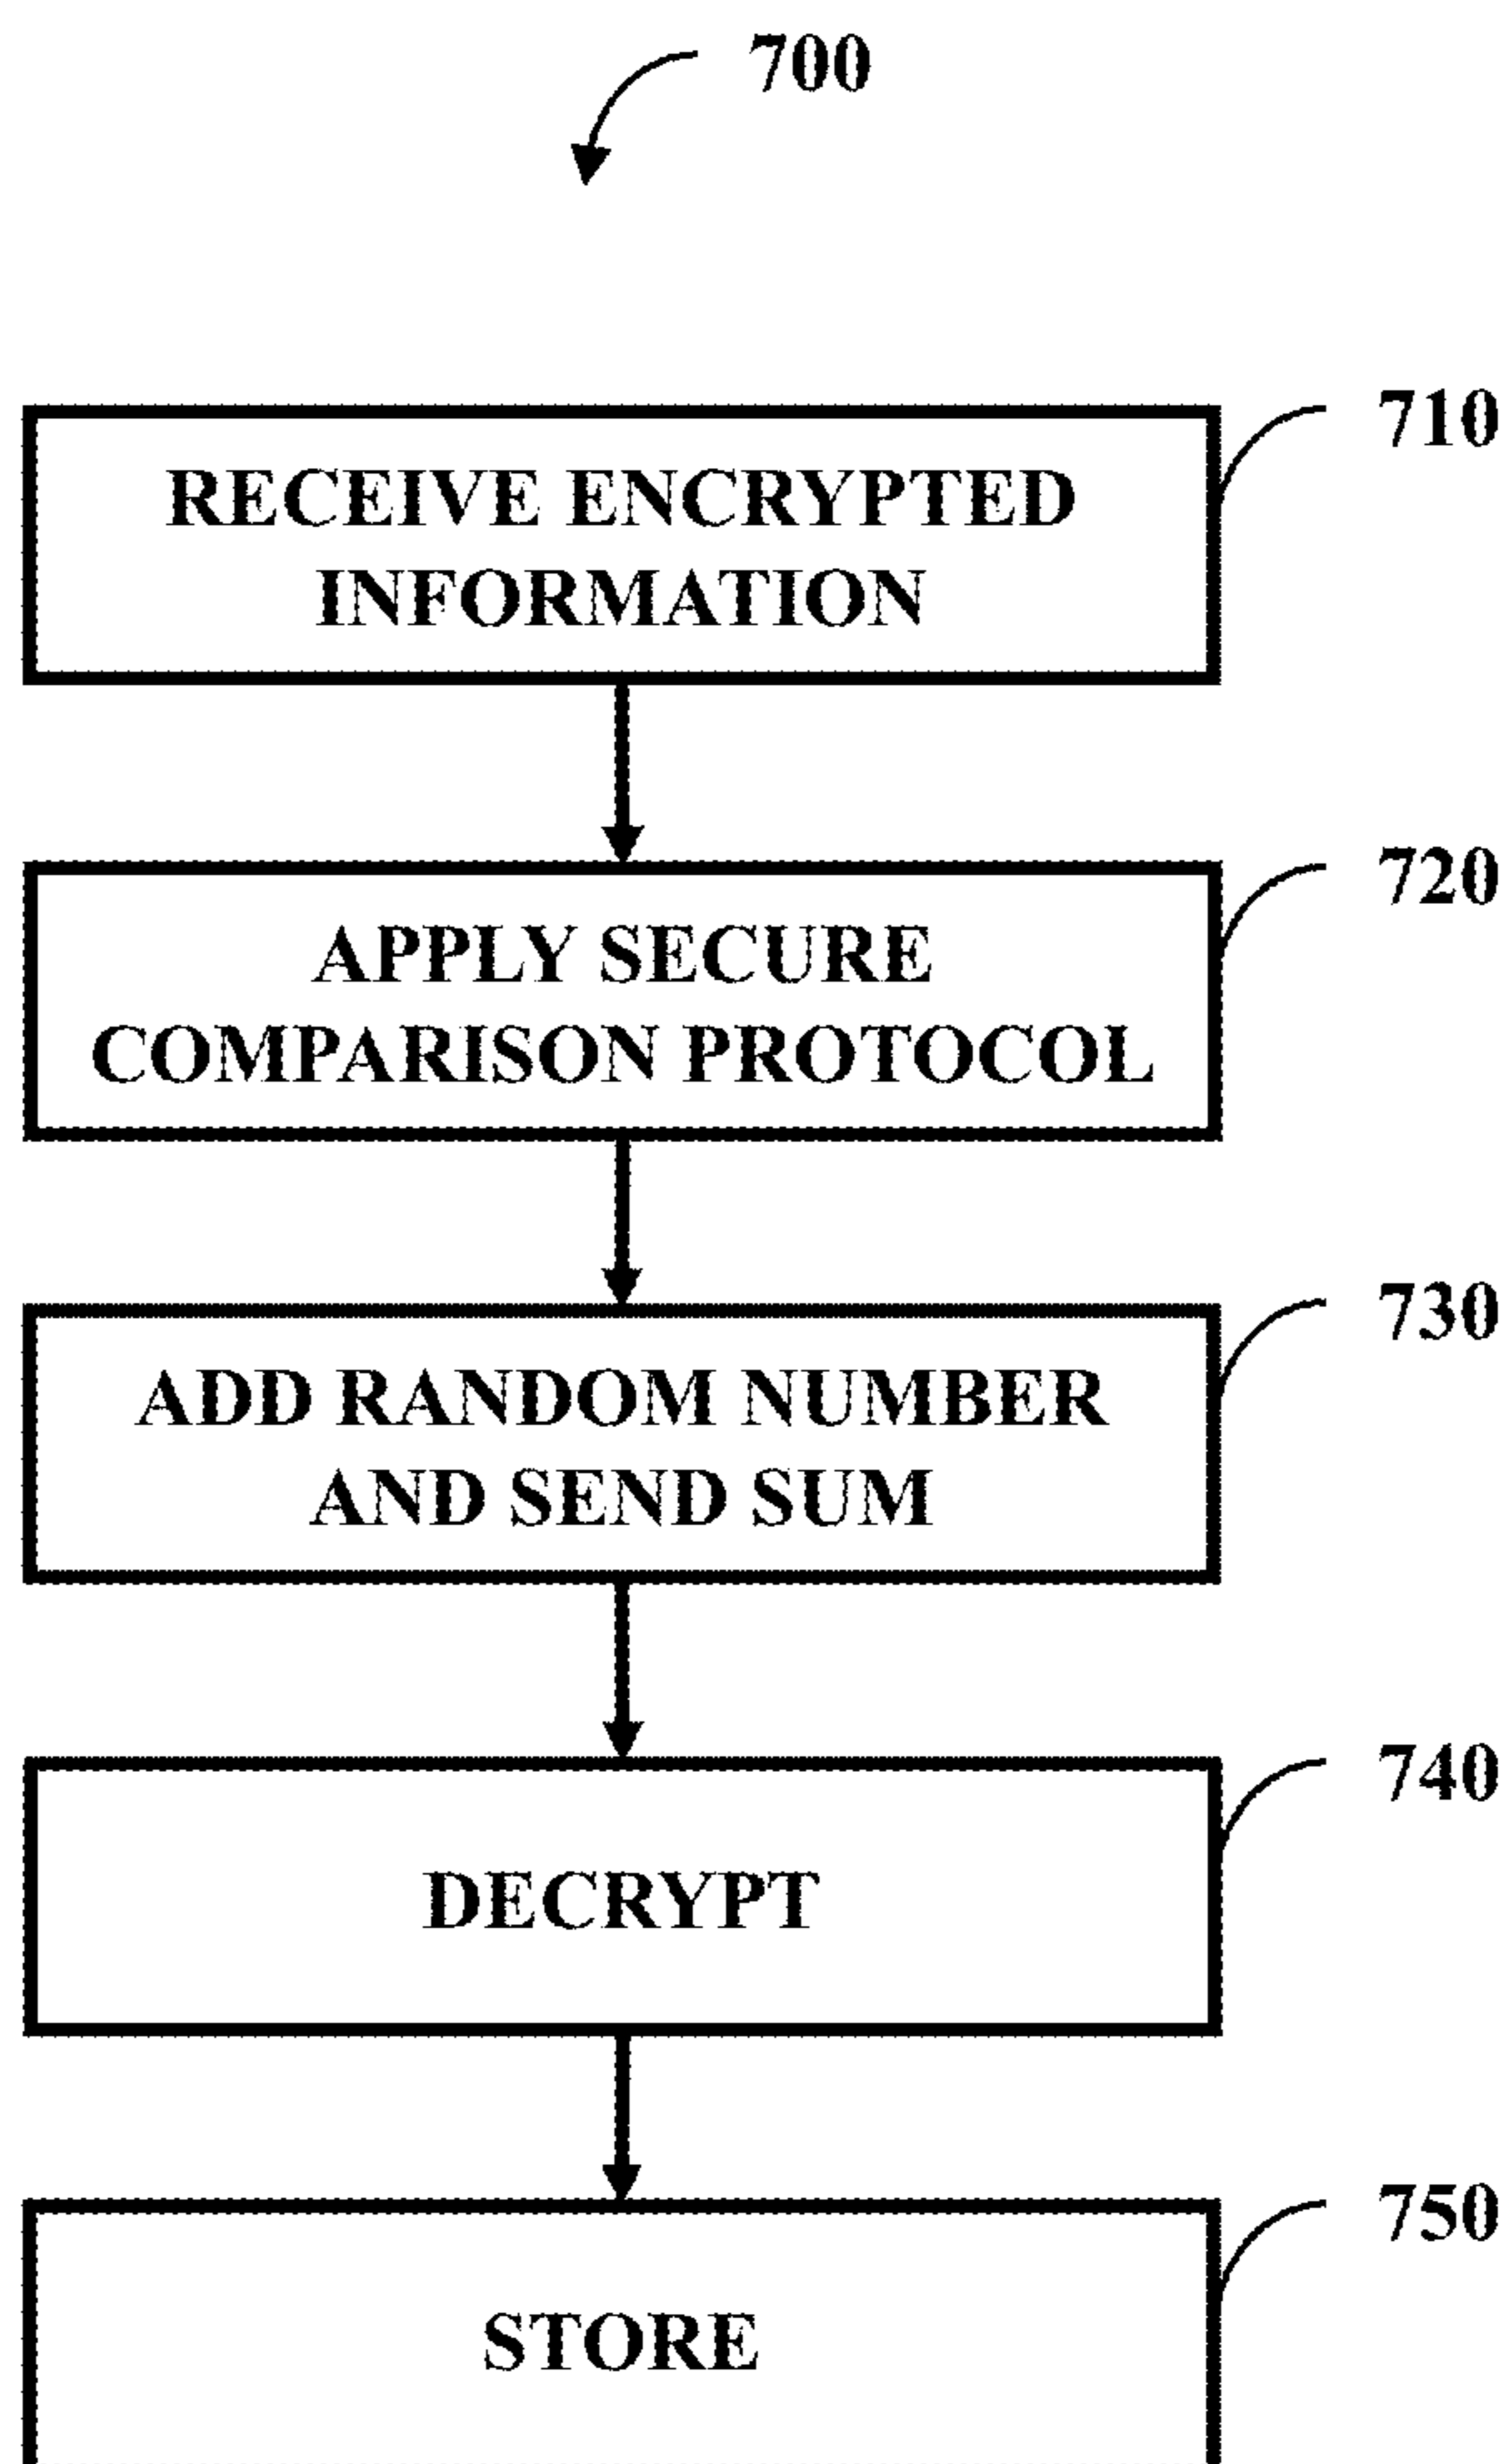 700
710
RECEIVE ENCRYPTED
INFORMATION
720
APPLY SECURE
COMPARISON PROTOCOL
730
ADD RANDOM NUMBER
AND SEND SUM
740
DECRYPT
750
STORE